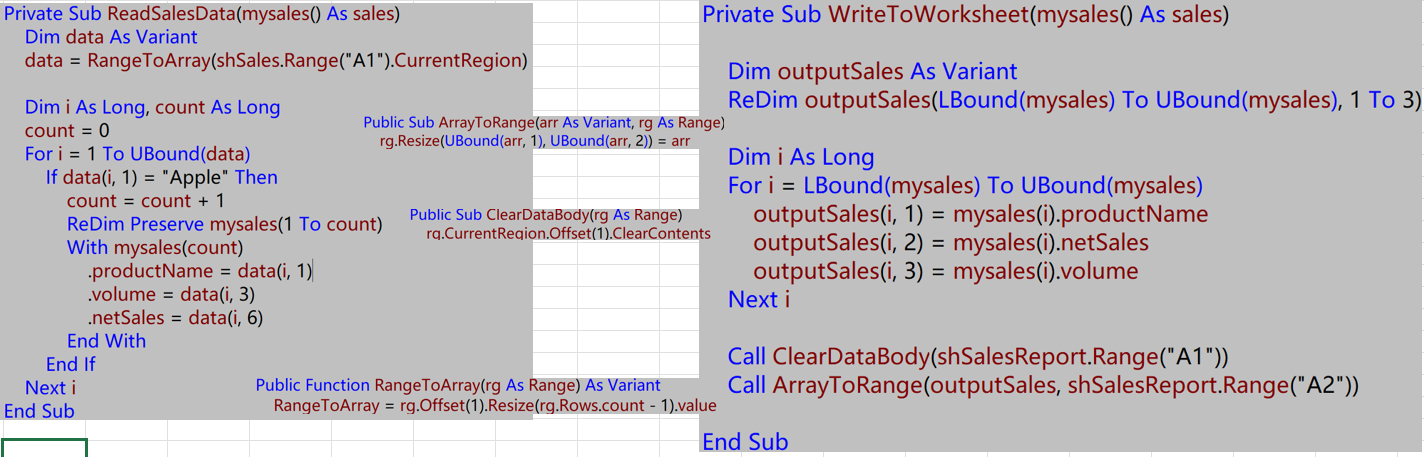 Private Sub ReadSalesData(mysales() As sales)
Dim data As Variant
data = RangeToArray(shSales.Range("A1").CurrentRegion)
Dim i As Long, count As Long
count = 0
For i = 1 To UBound(data)
If data(i, 1) = "Apple" Then
count = count + 1
ReDim Preserve mysales(1 To count)
With mysales(count)
.productName = data(i, 1)
.volume = data(i, 3)
.netSales = data(i, 6)
End With
End If
Next i
End Sub
Public Sub ArrayToRange(arr As Variant, rg As Range)
rg.Resize(UBound(arr, 1), UBound(arr, 2)) = arr
Public Sub ClearDataBody(rg As Range)
rg.CurrentRegion.Offset(1).ClearContents
Public Function RangeToArray(rg As Range) As Variant
RangeToArray = rg.Offset(1).Resize(rg.Rows.count - 1).value
Private Sub WriteToWorksheet(mysales() As sales)
Dim outputSales As Variant
ReDim outputSales(LBound(mysales) To UBound(mysales), 1 To 3)
Dim i As Long
For i = LBound(mysales) To UBound(mysales)
outputSales(i, 1) = mysales(i).productName
outputSales(i, 2) = mysales(i).netSales
outputSales(i, 3) = mysales(i).volume
Next i
Call ClearDataBody(shSalesReport.Range("A1"))
Call ArrayToRange(outputSales, shSalesReport.Range("A2"))
End Sub